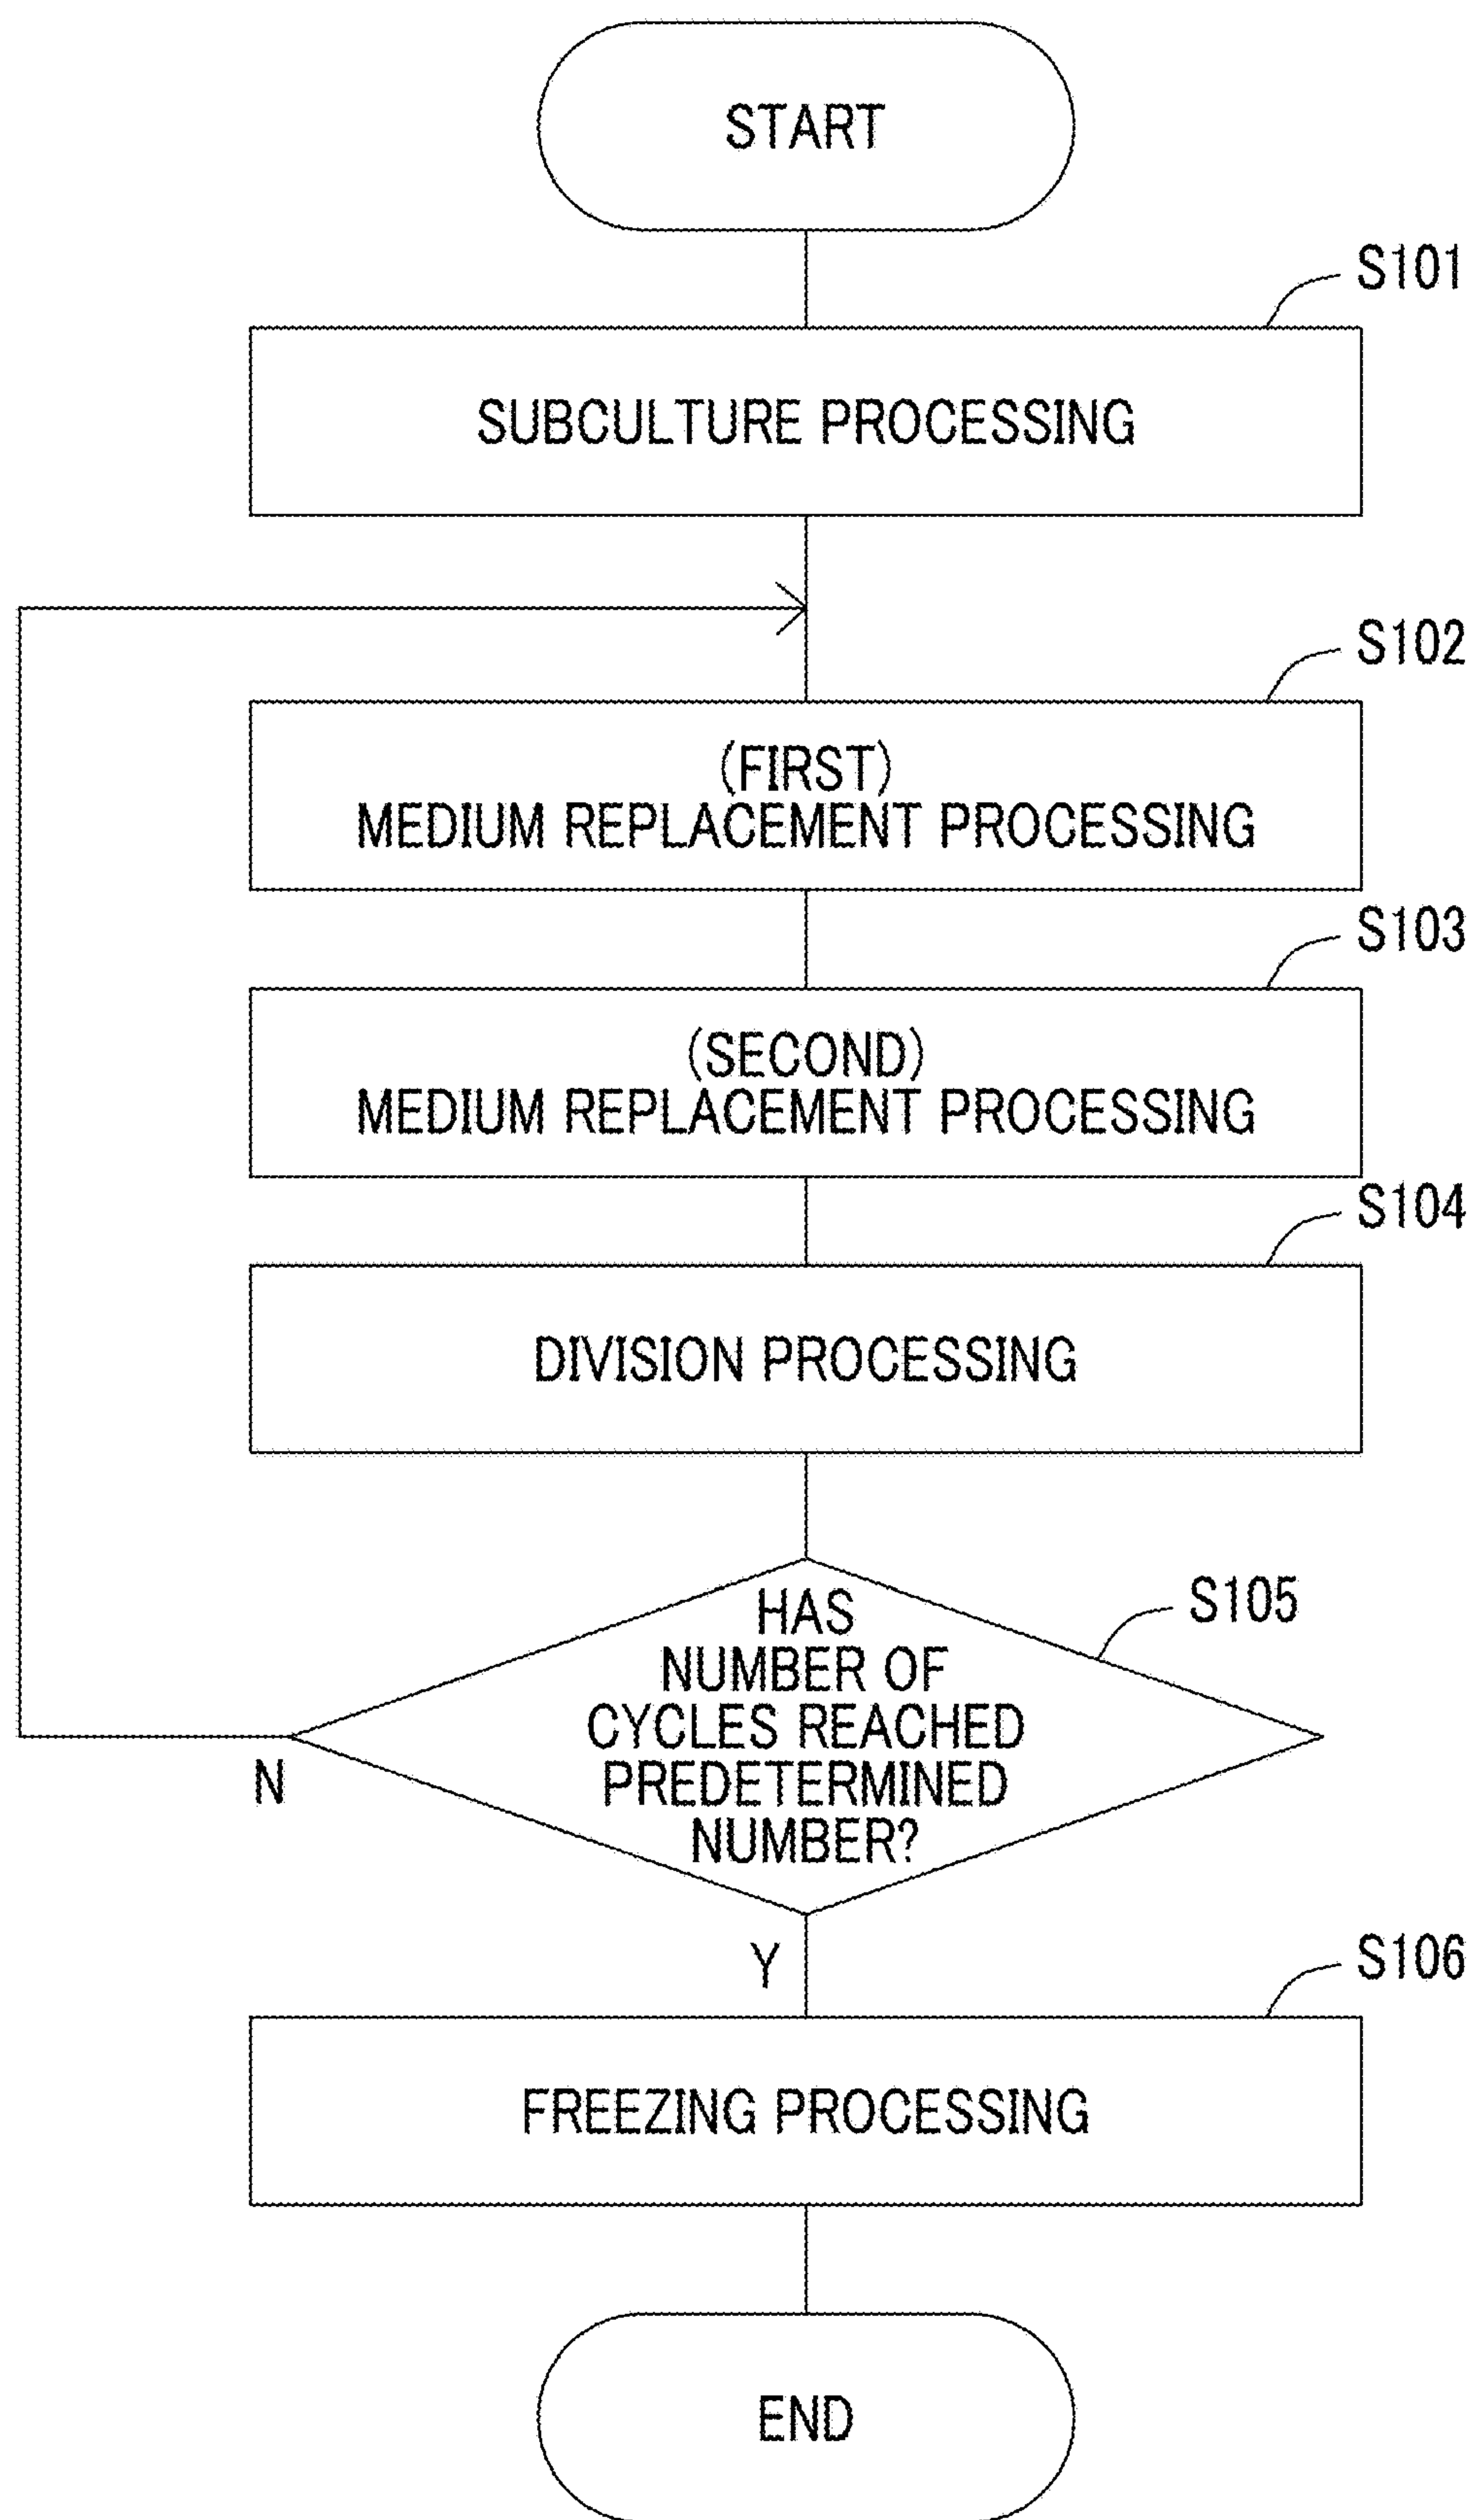 START
S101
SUBCULTURE PROCESSING
S102
(FIRST)
MEDIUM REPLACEMENT PROCESSING
S103
(SECOND)
MEDIUM REPLACEMENT PROCESSING
S104
DIVISION PROCESSING
S105
HAS
NUMBER OF
CYCLES REACHED
PREDETERMINED
NUMBER?
N
Y
S106
FREEZING PROCESSING
END